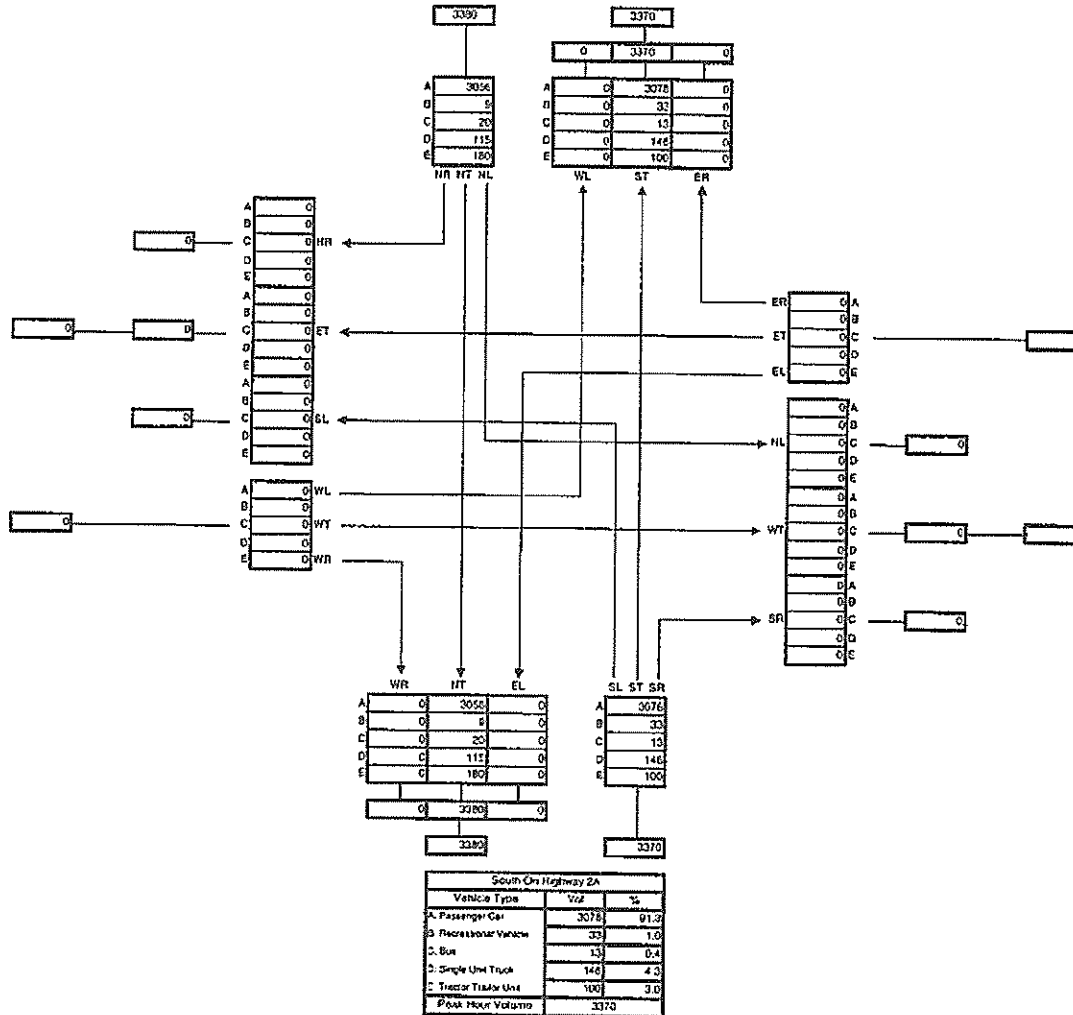 3380 3370
0 3370 0
A 3056
B 9
C 20
D 115
E 180
A 0 3078 0
B 0 33 0
C 0 13 0
D 0 146 0
E 0 100 0
NR NT NL
WL ST ER
A 0
B 0
0 C 0 NR
D 0
E 0
A 0
B 0
0 0 C 0 ET
D 0
E 0
A 0
B 0
0 C 0 SL
D 0
E 0
ER 0 A
0 B
ET 0 C
0 D
EL 0 E
0 A
0 B
NL 0 C 0
0 D
0 E
0 A
0 B
WT 0 C 0
0 D
0 E
0 A
0 B
SR 0 C 0
0 D
0 E
A 0 WL
B 0
0 C 0 WT
D 0
E 0 WR
WR NT EL
SL ST SR
A 0 3056 0
B 0 9 0
C 0 20 0
D 0 115 0
E 0 180 0
0 3380 0
3380
A 3078
B 33
C 13
D 146
E 100
3370
South On Highway 2A
Vehicle Type Vol %
A. Passenger Car 3078 91.3
B. Recreational Vehicle 33 1.0
C. Bus 13 0.4
D. Single Unit Truck 146 4.3
E. Tractor Trailer Unit 100 3.0
Peak Hour Volume 3370